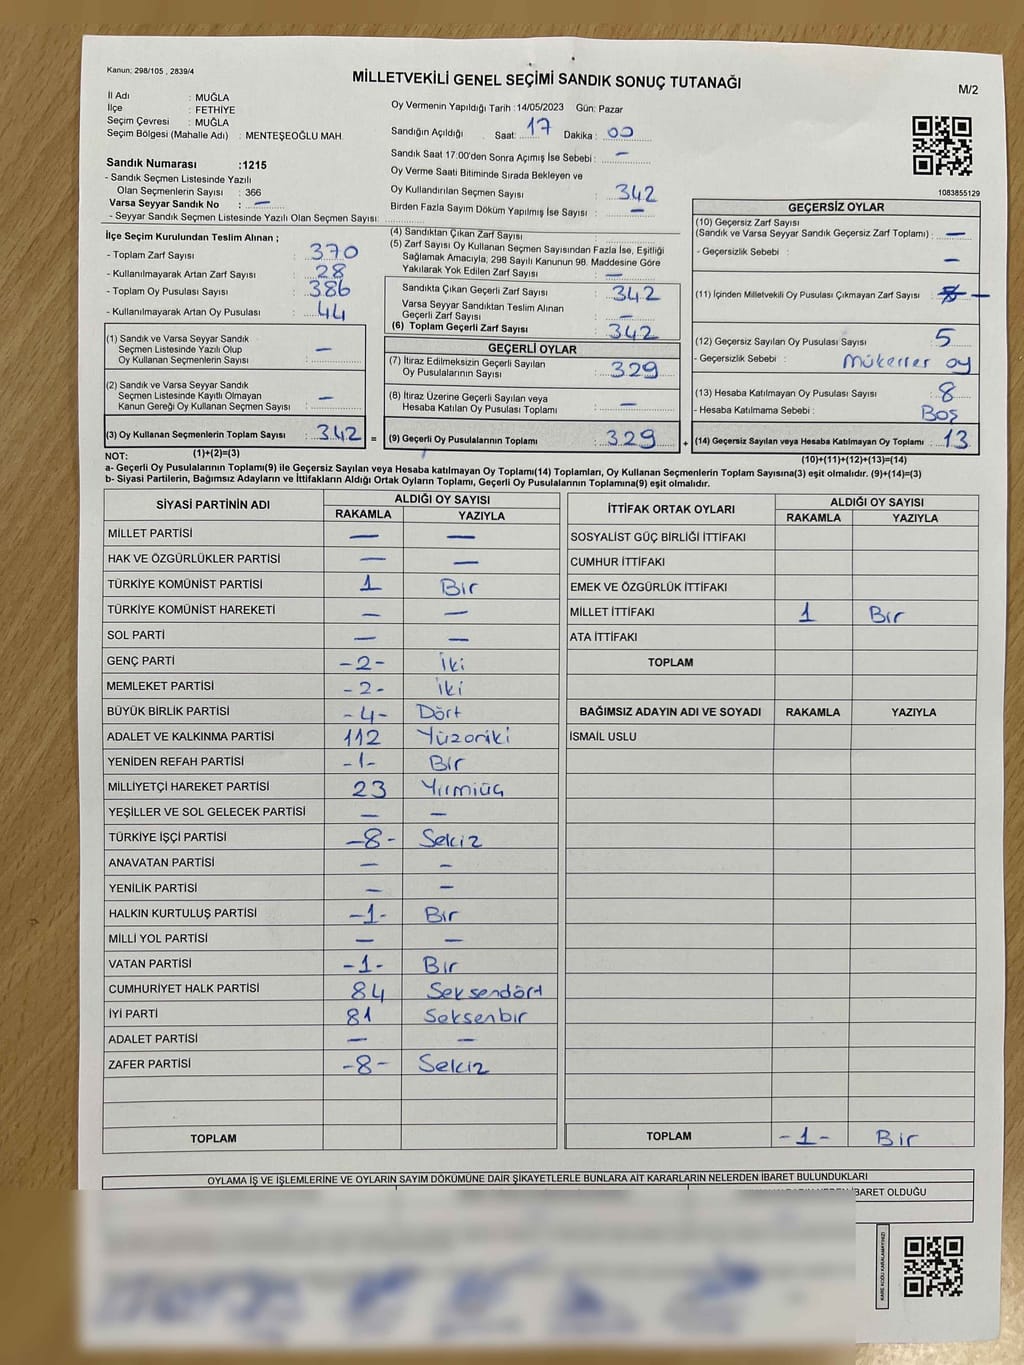 Kanun; 298/105 , 2839/4
MİLLETVEKİLİ GENEL SEÇİMİ SANDIK SONUÇ TUTANAĞI
M/2
İl Adı : MUĞLA
İlçe : FETHİYE
Seçim Çevresi : MUĞLA
Seçim Bölgesi (Mahalle Adı) : MENTEŞEOĞLU MAH.
Oy Vermenin Yapıldığı Tarih :14/05/2023 Gün: Pazar
Sandığın Açıldığı Saat: 17 Dakika : 00
Sandık Saat 17:00'den Sonra Açımış İse Sebebi : —
Oy Verme Saati Bitiminde Sırada Bekleyen ve
Oy Kullandırılan Seçmen Sayısı : 342
Birden Fazla Sayım Döküm Yapılmış İse Sayısı : —
1083855129
Sandık Numarası :1215
- Sandık Seçmen Listesinde Yazılı
Olan Seçmenlerin Sayısı : 366
Varsa Seyyar Sandık No : —
- Seyyar Sandık Seçmen Listesinde Yazılı Olan Seçmen Sayısı:
İlçe Seçim Kurulundan Teslim Alınan ;
- Toplam Zarf Sayısı : 370
- Kullanılmayarak Artan Zarf Sayısı : 28
- Toplam Oy Pusulası Sayısı : 386
- Kullanılmayarak Artan Oy Pusulası : 44
(1) Sandık ve Varsa Seyyar Sandık
Seçmen Listesinde Yazılı Olup
Oy Kullanan Seçmenlerin Sayısı : —
(2) Sandık ve Varsa Seyyar Sandık
Seçmen Listesinde Kayıtlı Olmayan
Kanun Gereği Oy Kullanan Seçmen Sayısı : —
(3) Oy Kullanan Seçmenlerin Toplam Sayısı : 342 =
(4) Sandıktan Çıkan Zarf Sayısı :
(5) Zarf Sayısı Oy Kullanan Seçmen Sayısından Fazla İse, Eşitliği
Sağlamak Amacıyla, 298 Sayılı Kanunun 98. Maddesine Göre
Yakılarak Yok Edilen Zarf Sayısı : —
Sandıkta Çıkan Geçerli Zarf Sayısı : 342
Varsa Seyyar Sandıktan Teslim Alınan
Geçerli Zarf Sayısı : —
(6) Toplam Geçerli Zarf Sayısı : 342
GEÇERLİ OYLAR
(7) İtiraz Edilmeksizin Geçerli Sayılan
Oy Pusulalarının Sayısı : 329
(8) İtiraz Üzerine Geçerli Sayılan veya
Hesaba Katılan Oy Pusulası Toplamı : —
(9) Geçerli Oy Pusulalarının Toplamı : 329 +
GEÇERSİZ OYLAR
(10) Geçersiz Zarf Sayısı
(Sandık ve Varsa Seyyar Sandık Geçersiz Zarf Toplamı) : —
- Geçersizlik Sebebi : —
(11) İçinden Milletvekili Oy Pusulası Çıkmayan Zarf Sayısı : —
(12) Geçersiz Sayılan Oy Pusulası Sayısı : 5
- Geçersizlik Sebebi : Mükerrer oy
(13) Hesaba Katılmayan Oy Pusulası Sayısı : 8
- Hesaba Katılmama Sebebi : Boş
(14) Geçersiz Sayılan veya Hesaba Katılmayan Oy Toplamı : 13
NOT: (1)+(2)=(3) (10)+(11)+(12)+(13)=(14)
a- Geçerli Oy Pusulalarının Toplamı(9) ile Geçersiz Sayılan veya Hesaba katılmayan Oy Toplamı(14) Toplamları, Oy Kullanan Seçmenlerin Toplam Sayısına(3) eşit olmalıdır. (9)+(14)=(3)
b- Siyasi Partilerin, Bağımsız Adayların ve İttifakların Aldığı Ortak Oyların Toplamı, Geçerli Oy Pusulalarının Toplamına(9) eşit olmalıdır.
SİYASİ PARTİNİN ADI ALDIĞI OY SAYISI
RAKAMLA YAZIYLA
MİLLET PARTİSİ — —
HAK VE ÖZGÜRLÜKLER PARTİSİ — —
TÜRKİYE KOMÜNİST PARTİSİ 1 Bir
TÜRKİYE KOMÜNİST HAREKETİ — —
SOL PARTİ — —
GENÇ PARTİ -2- İki
MEMLEKET PARTİSİ -2- İki
BÜYÜK BİRLİK PARTİSİ -4- Dört
ADALET VE KALKINMA PARTİSİ 112 Yüzoniki
YENİDEN REFAH PARTİSİ -1- Bir
MİLLİYETÇİ HAREKET PARTİSİ 23 Yirmiüç
YEŞİLLER VE SOL GELECEK PARTİSİ — —
TÜRKİYE İŞÇİ PARTİSİ -8- Sekiz
ANAVATAN PARTİSİ — —
YENİLİK PARTİSİ — —
HALKIN KURTULUŞ PARTİSİ -1- Bir
MİLLİ YOL PARTİSİ — —
VATAN PARTİSİ -1- Bir
CUMHURİYET HALK PARTİSİ 84 Seksendört
İYİ PARTİ 81 Seksenbir
ADALET PARTİSİ — —
ZAFER PARTİSİ -8- Sekiz
TOPLAM
İTTİFAK ORTAK OYLARI ALDIĞI OY SAYISI
RAKAMLA YAZIYLA
SOSYALİST GÜÇ BİRLİĞİ İTTİFAKI
CUMHUR İTTİFAKI
EMEK VE ÖZGÜRLÜK İTTİFAKI
MİLLET İTTİFAKI 1 Bir
ATA İTTİFAKI
TOPLAM
BAĞIMSIZ ADAYIN ADI VE SOYADI RAKAMLA YAZIYLA
İSMAİL USLU
TOPLAM -1- Bir
OYLAMA İŞ VE İŞLEMLERİNE VE OYLARIN SAYIM DÖKÜMÜNE DAİR ŞİKAYETLERLE BUNLARA AİT KARARLARIN NELERDEN İBARET BULUNDUKLARI
İBARET OLDUĞU
KARE KODU KARALAMAYINIZ!